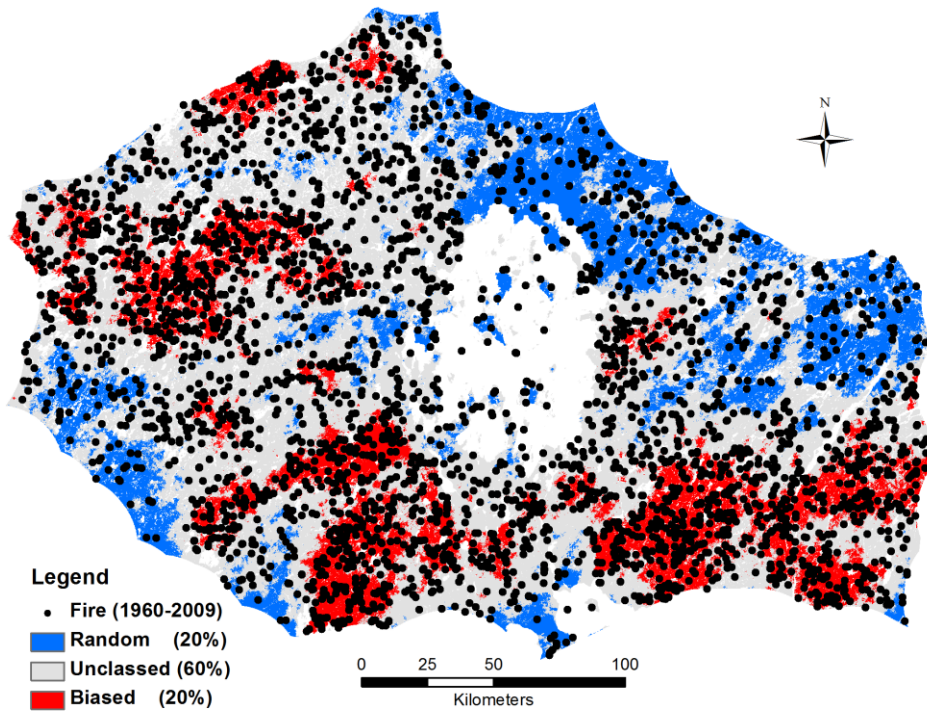 N
Legend
Fire (1960-2009)
Random (20%)
Unclassed (60%)
Biased (20%)
0 25 50 100
Kilometers